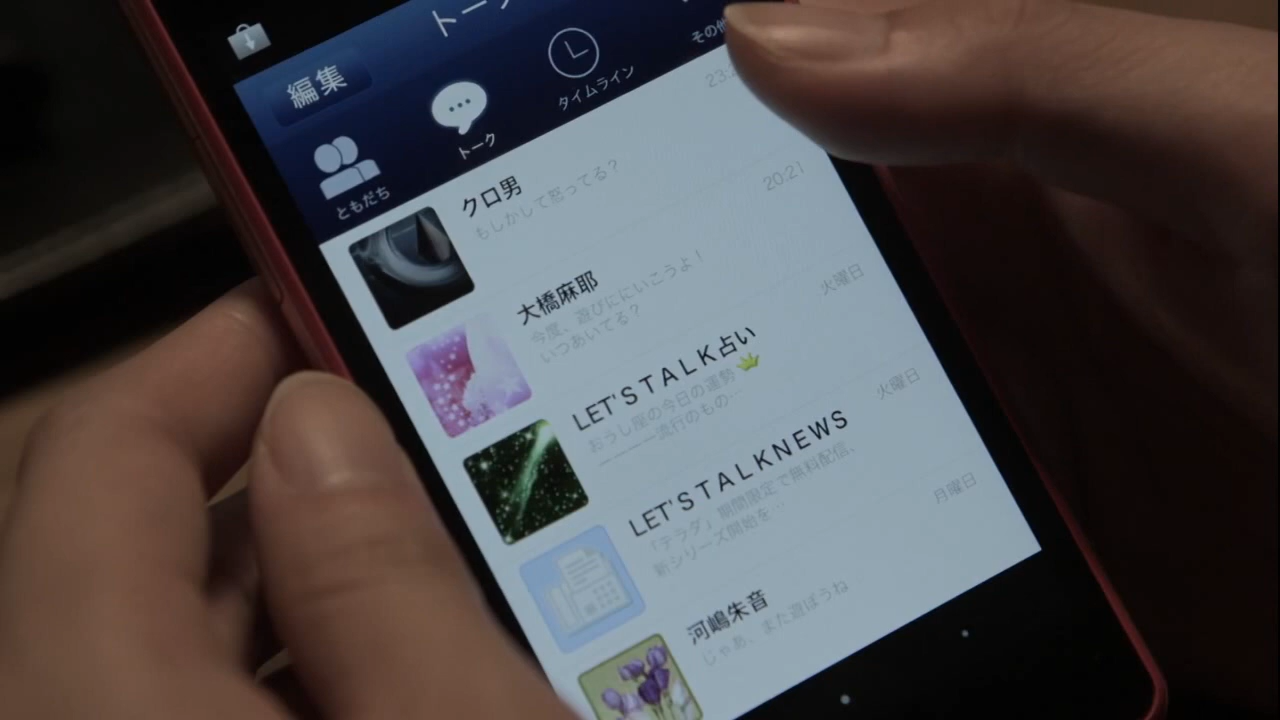 トーク
編集
ともだち
トーク
タイムライン
その他
クロ男
もしかして怒ってる?
大橋麻耶
20:21
今度、遊びににいこうよ!
いつあいてる?
LET'S TALK占い
火曜日
おうし座の今日の運勢
――――流行のもの…
LET'S TALKNEWS
火曜日
「テラダ」期間限定で無料配信、
新シリーズ開始を…
河嶋朱音
月曜日
じゃあ、また遊ぼうね